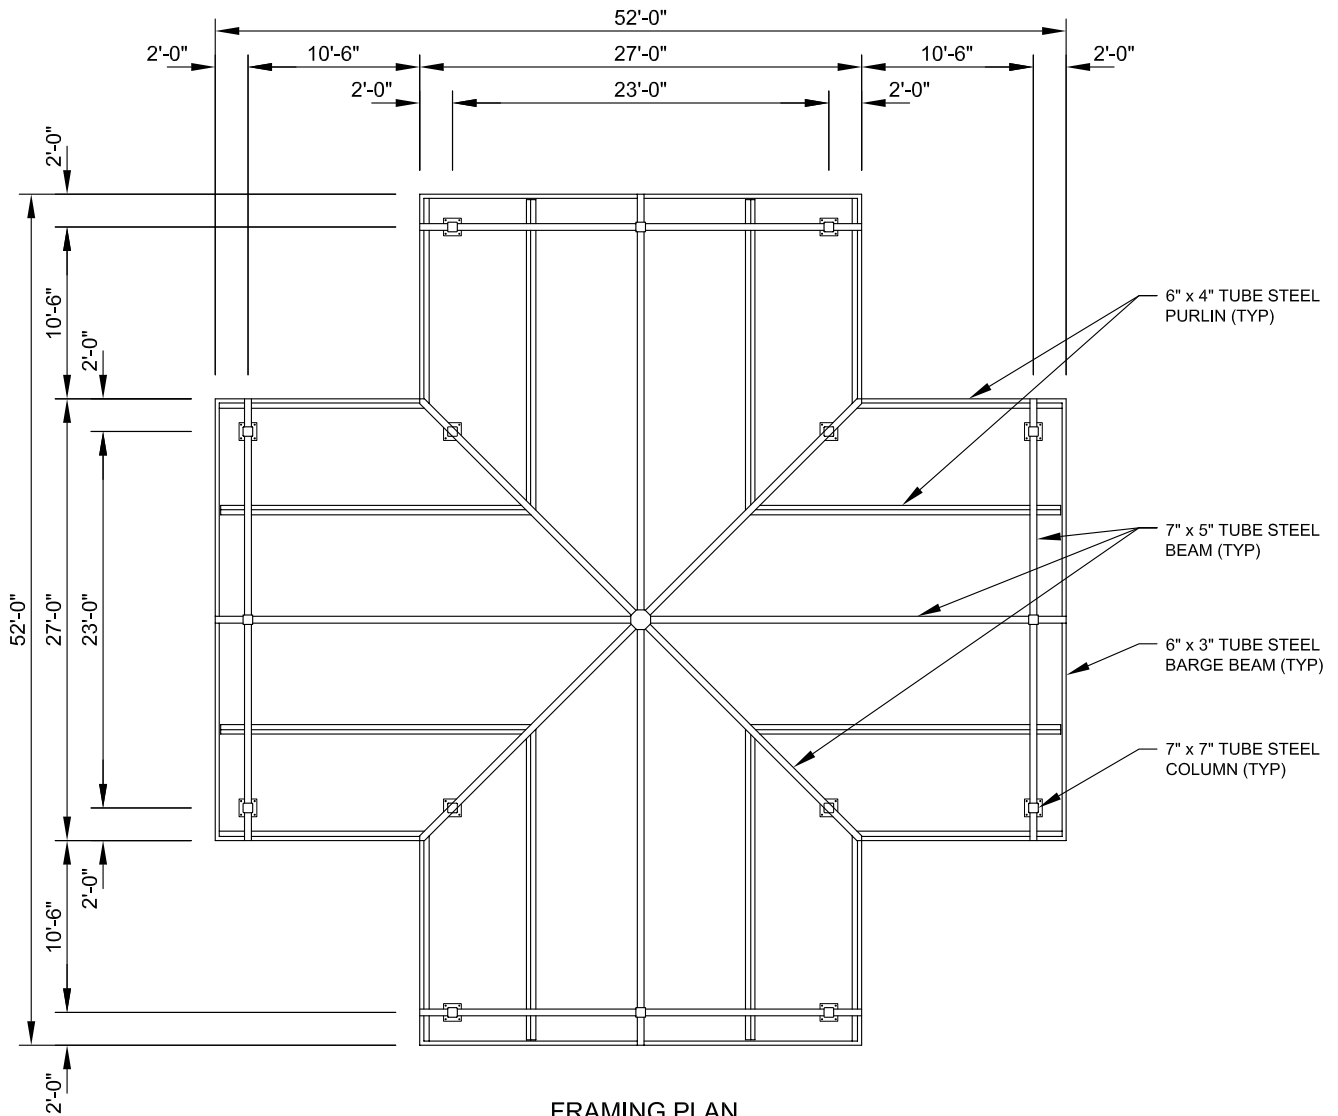 52'-0"
2'-0"
10'-6"
27'-0"
10'-6"
2'-0"
2'-0"
23'-0"
2'-0"
2'-0"
10'-6"
2'-0"
52'-0"
27'-0"
23'-0"
2'-0"
10'-6"
2'-0"
6" x 4" TUBE STEEL
PURLIN (TYP)
7" x 5" TUBE STEEL
BEAM (TYP)
6" x 3" TUBE STEEL
BARGE BEAM (TYP)
7" x 7" TUBE STEEL
COLUMN (TYP)
FRAMING PLAN